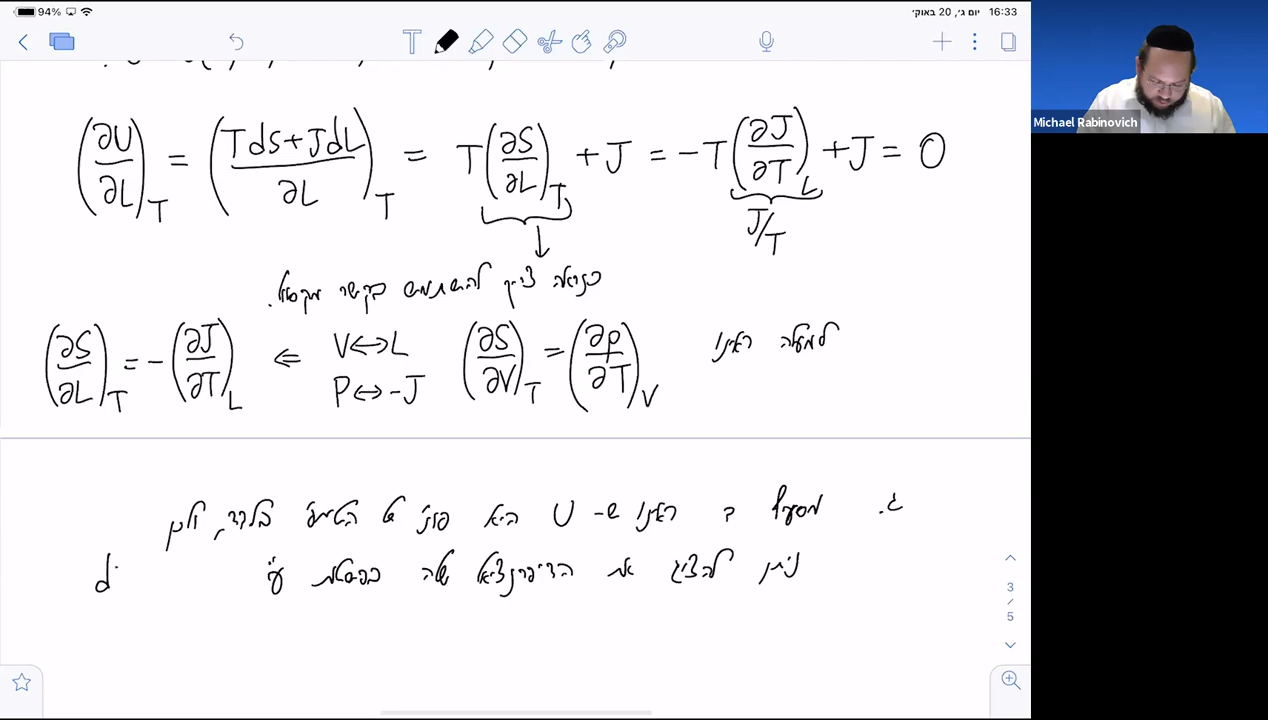 94%
16:33 יום ג׳, 20 באוק׳
Michael Rabinovich
(∂U/∂L)_T = ((TdS+JdL)/∂L)_T = T(∂S/∂L)_T + J = -T(∂J/∂T)_L + J = 0
J/T
כנראה צריך להשתמש בקשר מקסוול.
למעלה ראינו (∂S/∂V)_T = (∂p/∂T)_V V↔L P↔-J ⇐ (∂S/∂L)_T = -(∂J/∂T)_L
ג. מסעיף ב ראינו ש- U היא פונ׳ של הטמפ׳ בלבד, ולכן
ניתן להציג את הדיפרנציאל שלה בפשטות ע״י d
3
/
5